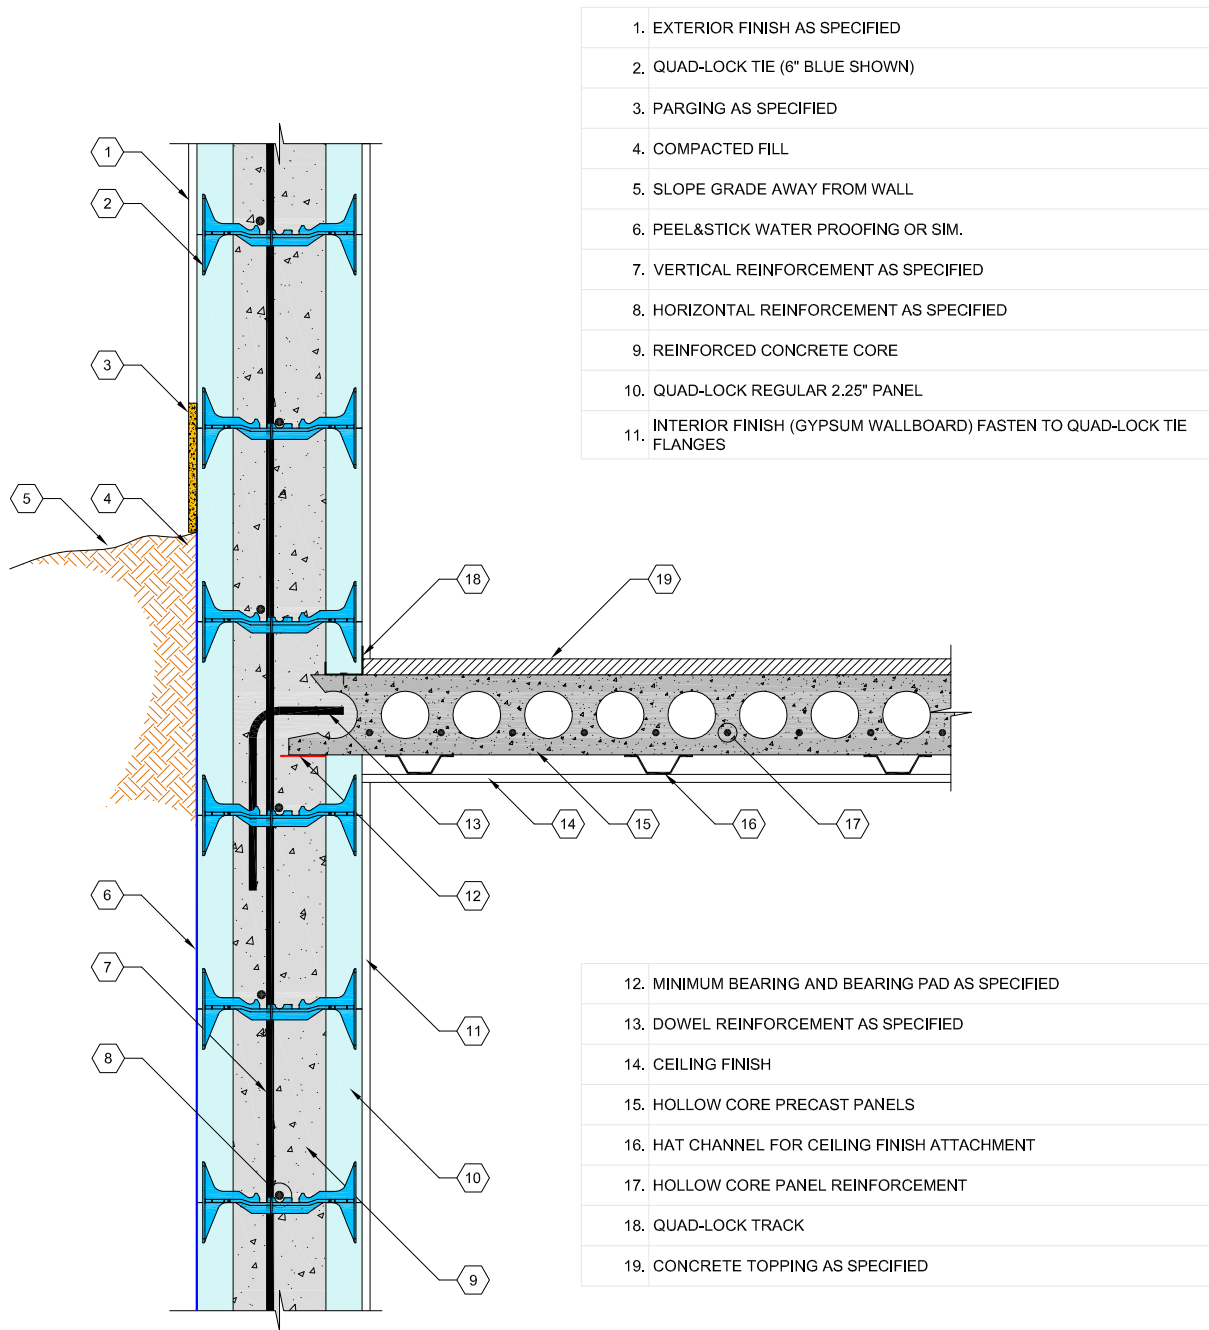 1. EXTERIOR FINISH AS SPECIFIED
2. QUAD-LOCK TIE (6" BLUE SHOWN)
3. PARGING AS SPECIFIED
4. COMPACTED FILL
5. SLOPE GRADE AWAY FROM WALL
6. PEEL&STICK WATER PROOFING OR SIM.
7. VERTICAL REINFORCEMENT AS SPECIFIED
8. HORIZONTAL REINFORCEMENT AS SPECIFIED
9. REINFORCED CONCRETE CORE
10. QUAD-LOCK REGULAR 2.25" PANEL
11. INTERIOR FINISH (GYPSUM WALLBOARD) FASTEN TO QUAD-LOCK TIE
FLANGES
1
2
3
5
4
18
19
13
14
15
16
17
12
6
7
11
8
10
9
12. MINIMUM BEARING AND BEARING PAD AS SPECIFIED
13. DOWEL REINFORCEMENT AS SPECIFIED
14. CEILING FINISH
15. HOLLOW CORE PRECAST PANELS
16. HAT CHANNEL FOR CEILING FINISH ATTACHMENT
17. HOLLOW CORE PANEL REINFORCEMENT
18. QUAD-LOCK TRACK
19. CONCRETE TOPPING AS SPECIFIED